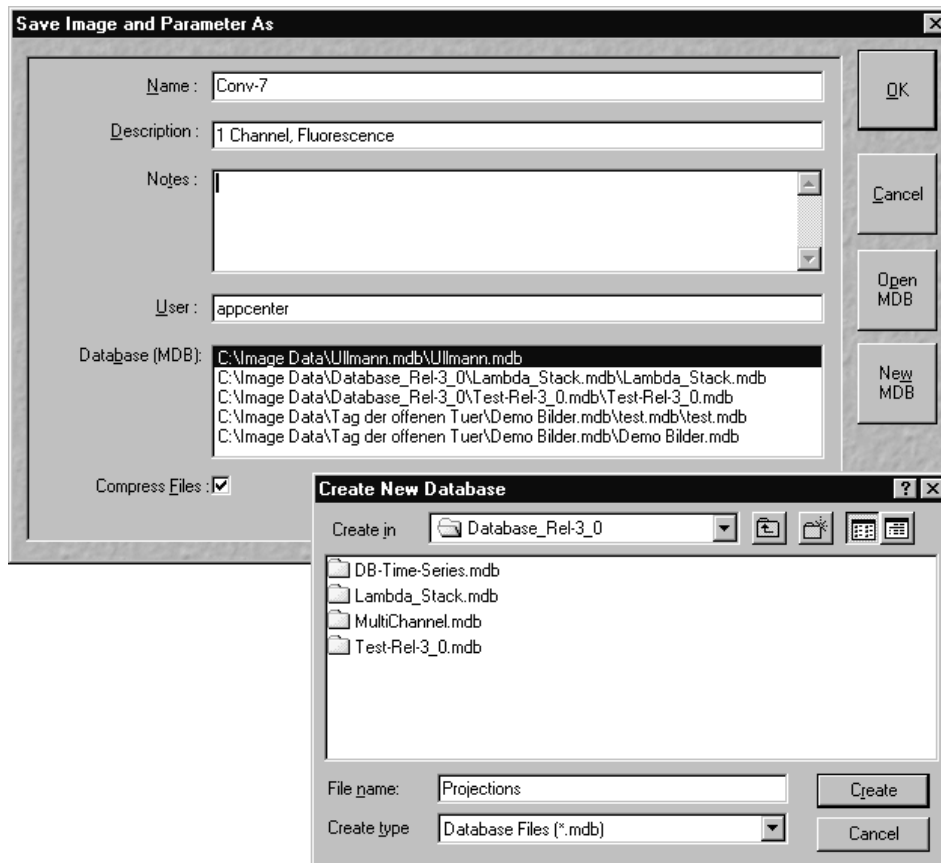 Save Image and Parameter As
Name : Conv-7
OK
Description : 1 Channel, Fluorescence
Notes :
Cancel
Open
MDB
User : appcenter
Database (MDB): C:\Image Data\Ullmann.mdb\Ullmann.mdb
C:\Image Data\Database_Rel-3_0\Lambda_Stack.mdb\Lambda_Stack.mdb
C:\Image Data\Database_Rel-3_0\Test-Rel-3_0.mdb\Test-Rel-3_0.mdb
C:\Image Data\Tag der offenen Tuer\Demo Bilder.mdb\test.mdb\test.mdb
C:\Image Data\Tag der offenen Tuer\Demo Bilder.mdb\Demo Bilder.mdb
New
MDB
Compress Files :
Create New Database
Create in Database_Rel-3_0
DB-Time-Series.mdb
Lambda_Stack.mdb
MultiChannel.mdb
Test-Rel-3_0.mdb
File name: Projections
Create
Create type Database Files (*.mdb)
Cancel